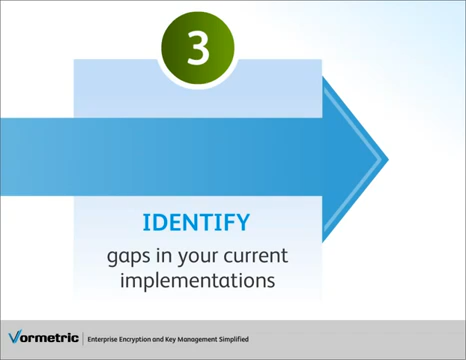 3
IDENTIFY
gaps in your current
implementations
Vormetric | Enterprise Encryption and Key Management Simplified